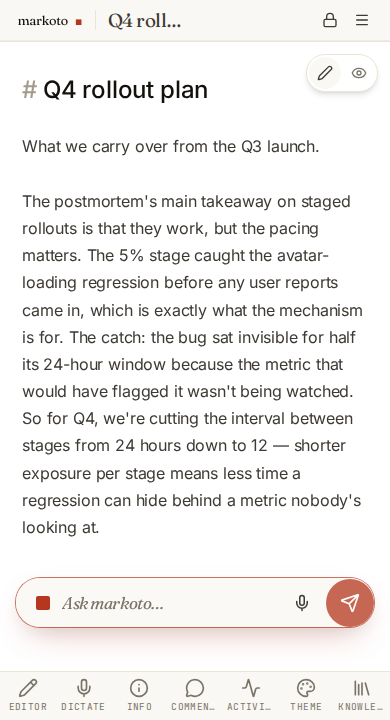 markoto
Q4 roll...
# Q4 rollout plan
What we carry over from the Q3 launch.
The postmortem's main takeaway on staged
rollouts is that they work, but the pacing
matters. The 5% stage caught the avatar-
loading regression before any user reports
came in, which is exactly what the mechanism
is for. The catch: the bug sat invisible for half
its 24-hour window because the metric that
would have flagged it wasn't being watched.
So for Q4, we're cutting the interval between
stages from 24 hours down to 12 — shorter
exposure per stage means less time a
regression can hide behind a metric nobody's
looking at.
Ask markoto...
EDITOR
DICTATE
INFO
COMMEN…
ACTIVI…
THEME
KNOWLE…